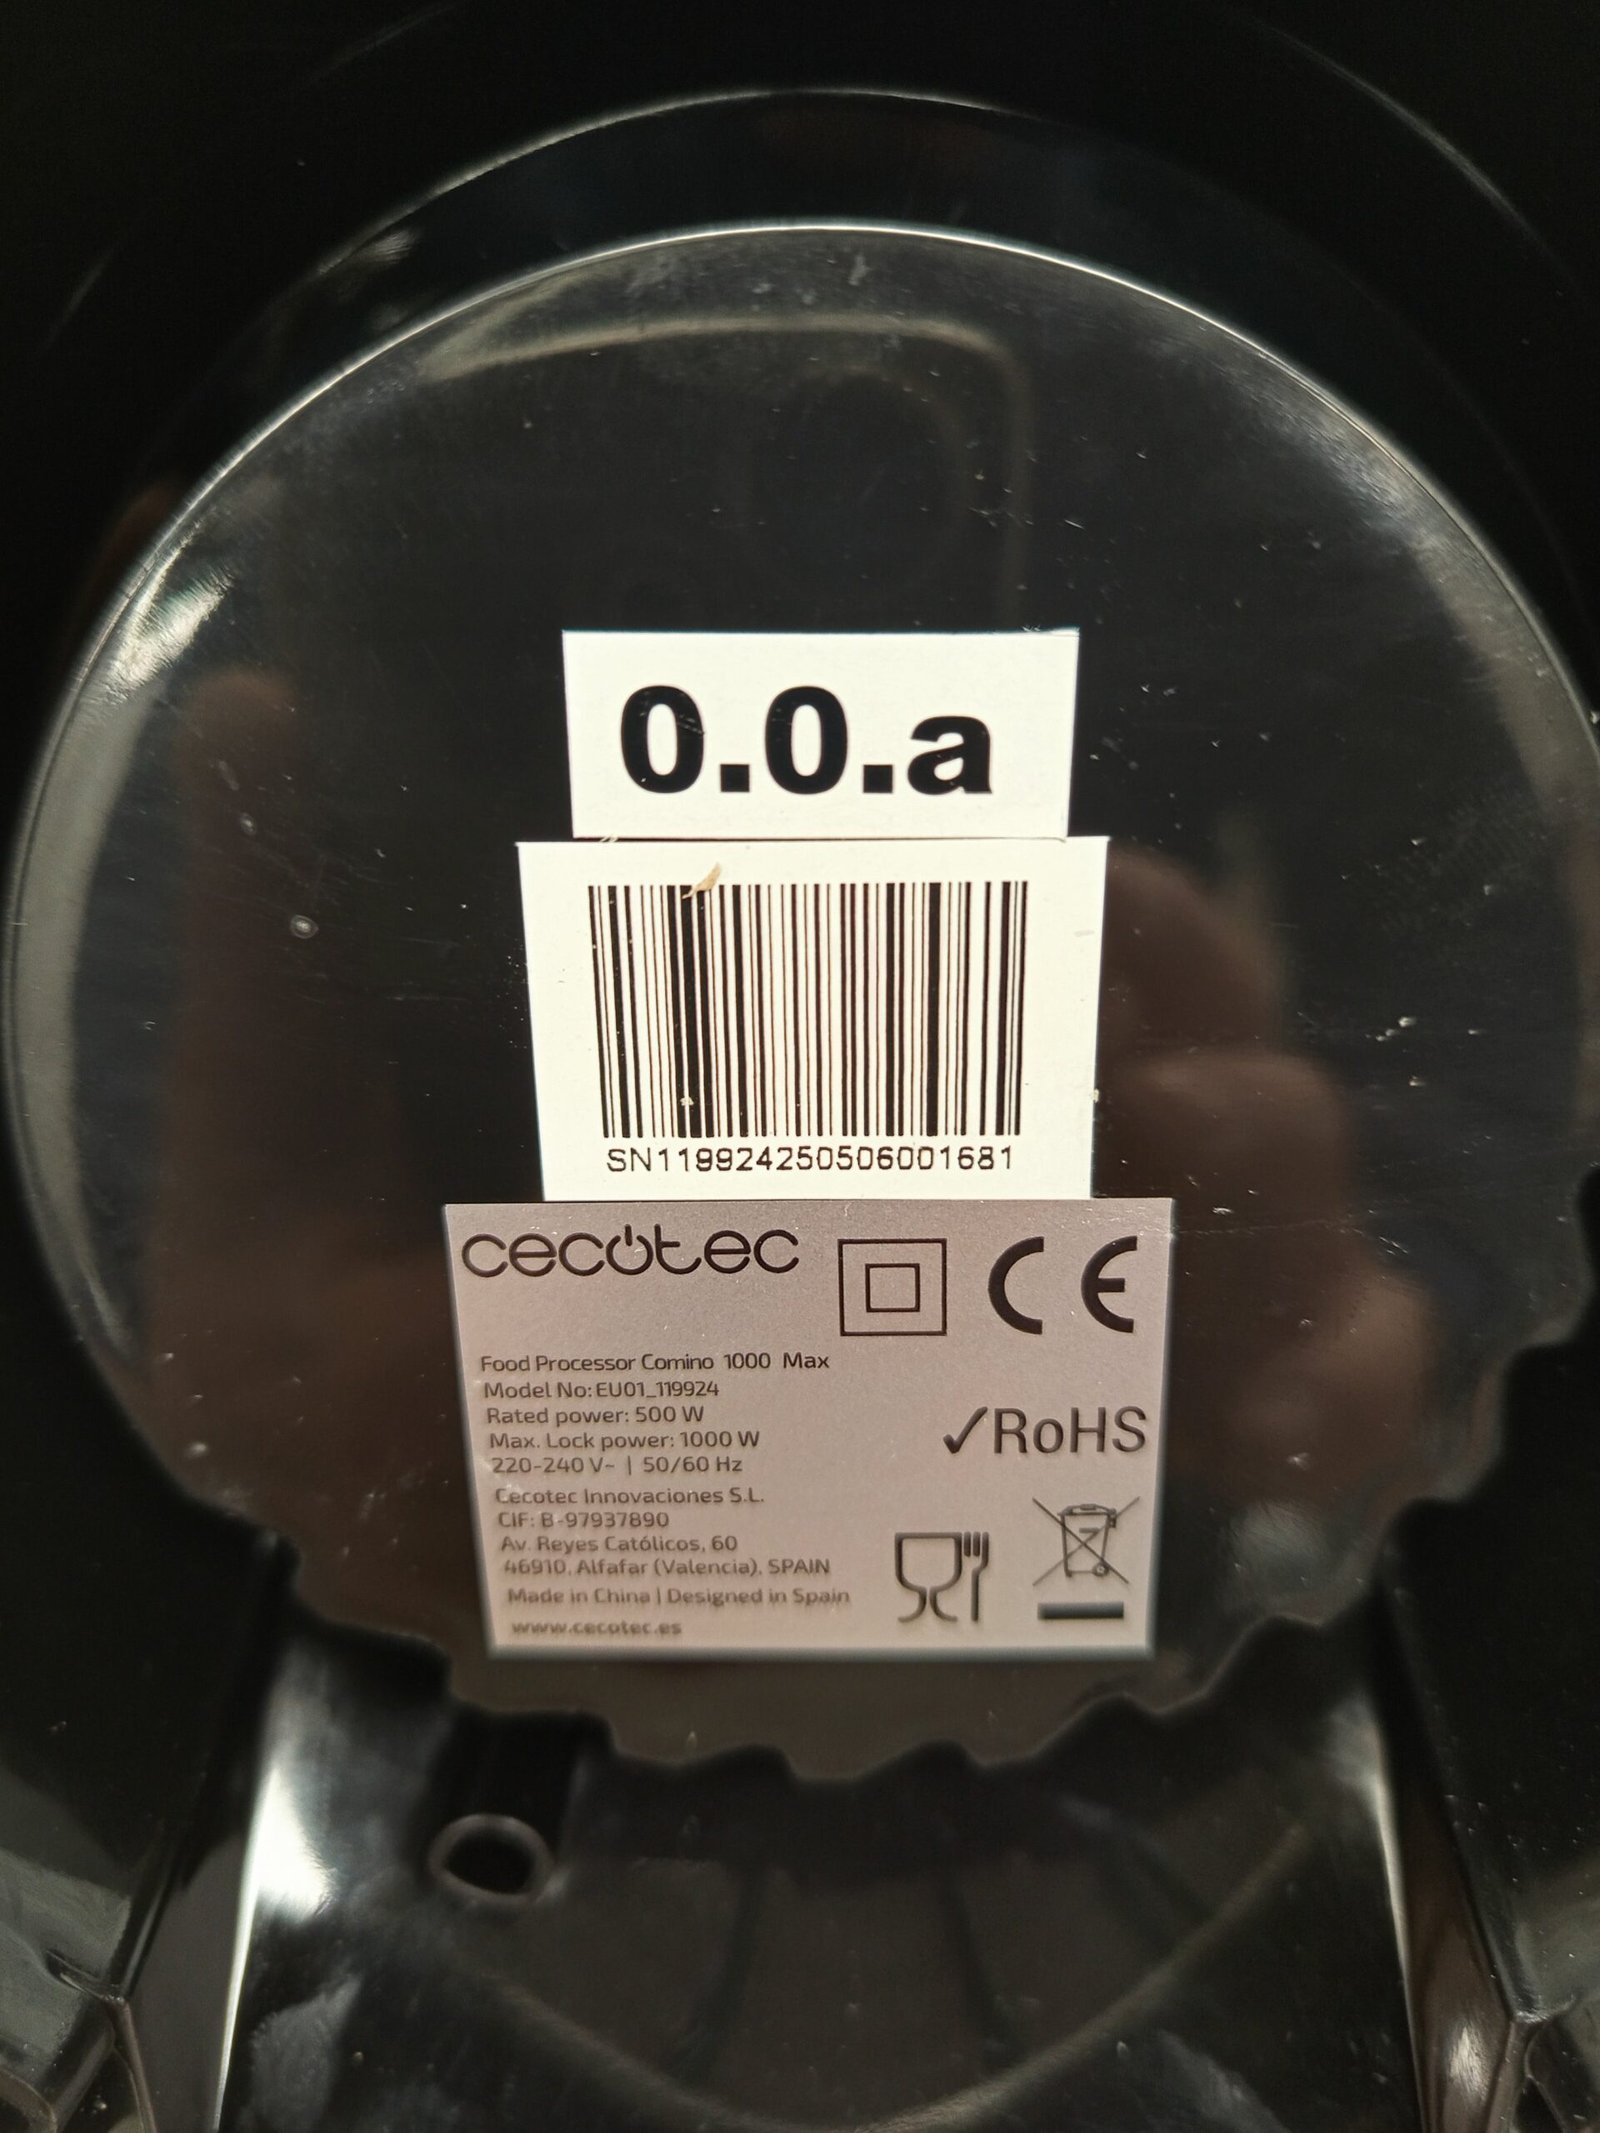 0.0.a
SN119924250506001681
cecotec
CE
Food Processor Comino 1000 Max
Model No: EU01_119924
Rated power: 500 W
✓RoHS
Max. Lock power: 1000 W
220-240 V~ | 50/60 Hz
Cecotec Innovaciones S.L.
CIF: B-97937890
Av. Reyes Católicos, 60
46910, Alfafar (Valencia), SPAIN
Made in China | Designed in Spain
www.cecotec.es